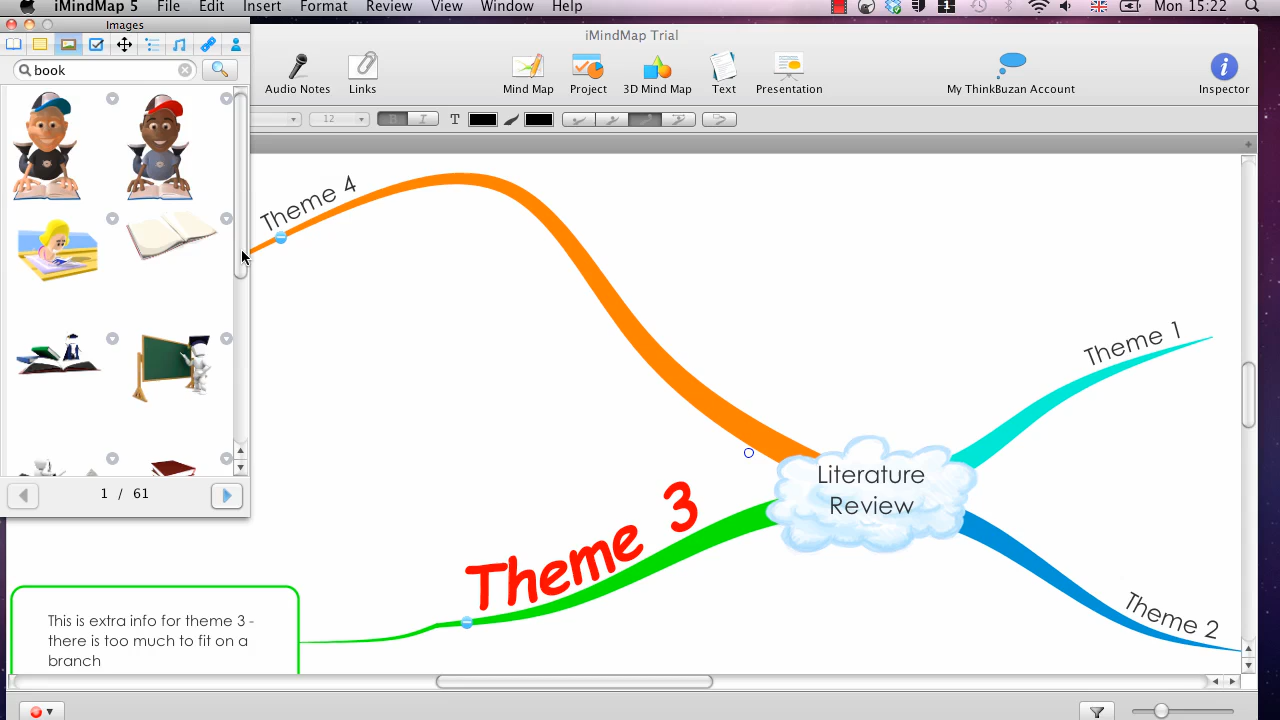 iMindMap 5 File Edit Insert Format Review View Window Help
1 Mon 15:22
Images
iMindMap Trial
book
Audio Notes Links Mind Map Project 3D Mind Map Text Presentation My ThinkBuzan Account Inspector
12 B I T
Theme 4
Theme 1
Literature
Review
Theme 3
Theme 2
1 / 61
This is extra info for theme 3 -
there is too much to fit on a
branch